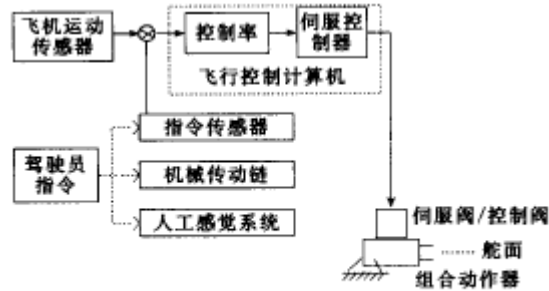 飞机运动
传感器
控制率
伺服控
制器
飞行控制计算机
指令传感器
驾驶员
指令
机械传动链
人工感觉系统
伺服阀/控制阀
舵面
组合动作器